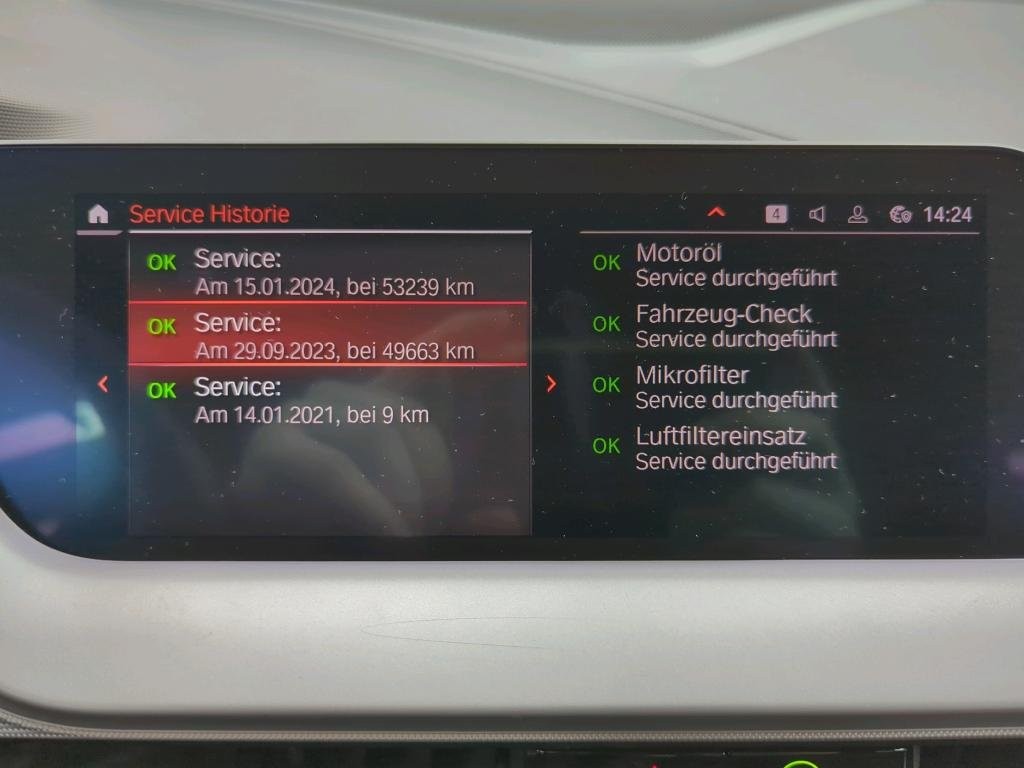 Service Historie
4
14:24
OK Service:
Am 15.01.2024, bei 53239 km
OK Service:
Am 29.09.2023, bei 49663 km
OK Service:
Am 14.01.2021, bei 9 km
OK Motoröl
Service durchgeführt
OK Fahrzeug-Check
Service durchgeführt
OK Mikrofilter
Service durchgeführt
OK Luftfiltereinsatz
Service durchgeführt